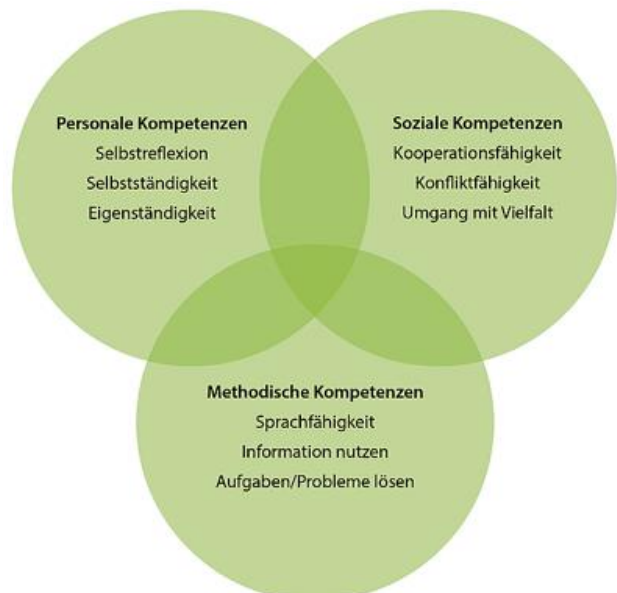 Personale Kompetenzen
Selbstreflexion
Selbstständigkeit
Eigenständigkeit
Soziale Kompetenzen
Kooperationsfähigkeit
Konfliktfähigkeit
Umgang mit Vielfalt
Methodische Kompetenzen
Sprachfähigkeit
Information nutzen
Aufgaben/Probleme lösen